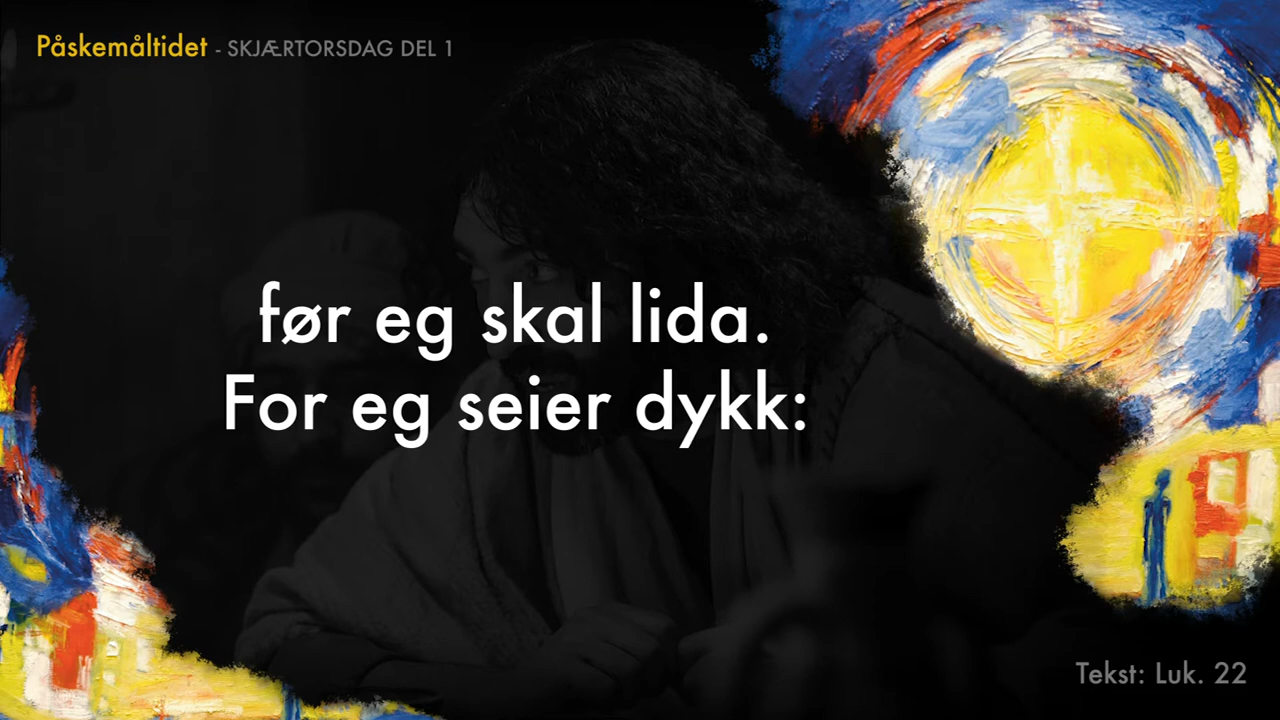 Påskemåltidet - SKJÆRTORSDAG DEL 1
før eg skal lida.
For eg seier dykk:
Tekst: Luk. 22